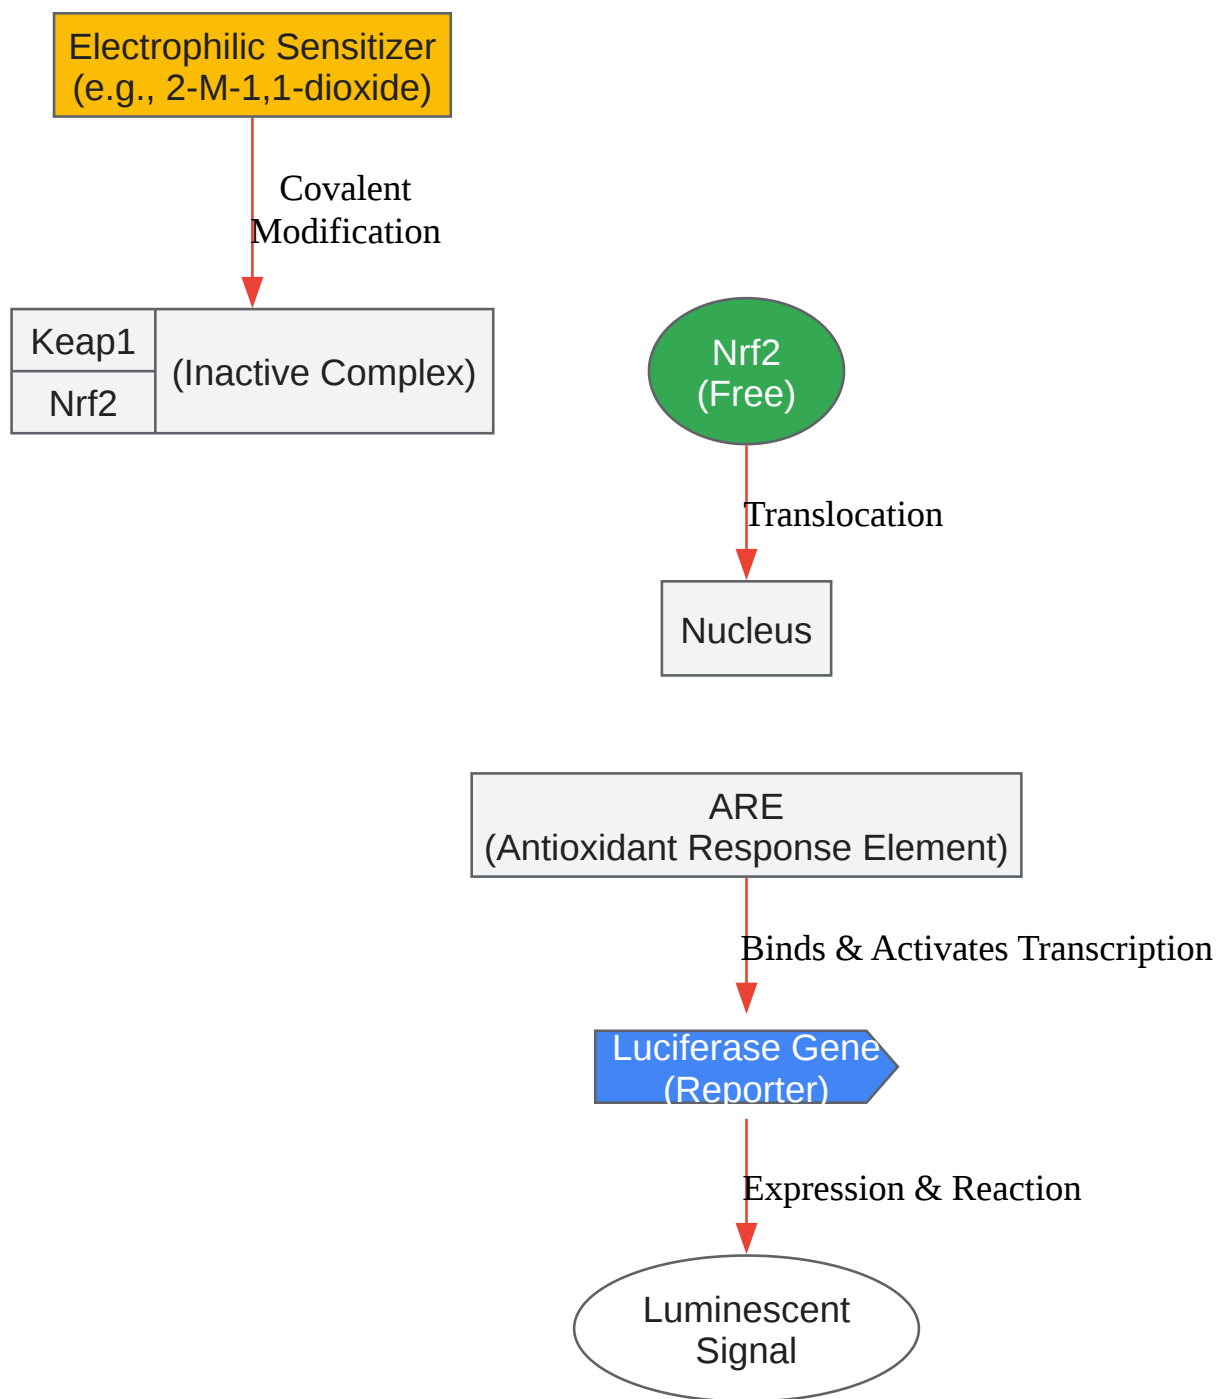 Electrophilic Sensitizer
(e.g., 2-M-1,1-dioxide)
Covalent
Modification
Keap1
Nrf2
(Inactive Complex)
Nrf2
(Free)
Translocation
Nucleus
ARE
(Antioxidant Response Element)
Binds & Activates Transcription
Luciferase Gene
(Reporter)
Expression & Reaction
Luminescent
Signal